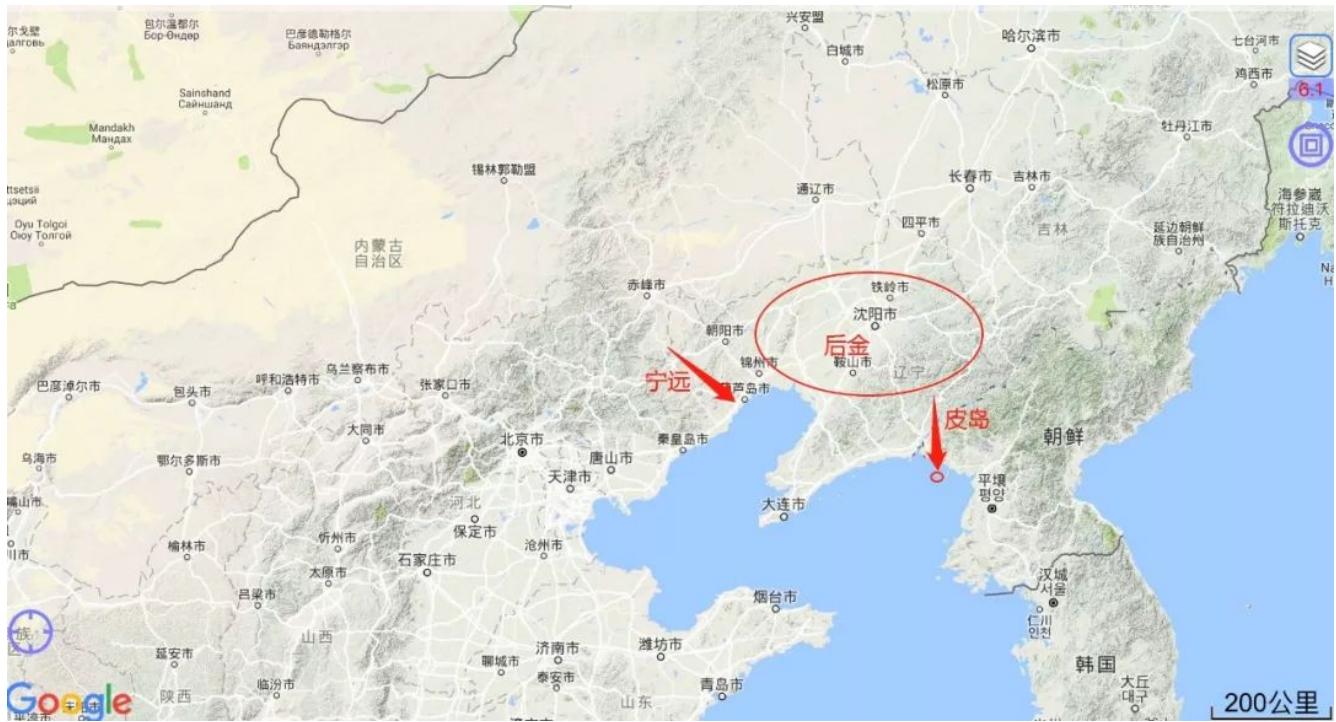 包尔温都尔
Бор-Өндөр
巴彦德勒格尔
Баяндэлгэр
兴安盟
哈尔滨市
七台河市
白城市
鸡西市
6.1
Sainshand
Сайншанд
松原市
Mandakh
Мандах
牡丹江市
锡林郭勒盟
通辽市
长春市
吉林市
海参崴
符拉迪沃
斯托克
Oyu Tolgoi
Оюу Толгой
四平市
吉林
延边朝鲜
族自治州
内蒙古
自治区
赤峰市
铁岭市
沈阳市
朝阳市
后金
锦州市
鞍山市
辽宁
宁远
芦岛市
乌兰察布市
呼和浩特市
张家口市
巴彦淖尔市
包头市
皮岛
朝鲜
大同市
北京市
秦皇岛市
唐山市
乌海市
鄂尔多斯市
天津市
平壤
평양
河北
大连市
保定市
忻州市
沧州市
榆林市
石家庄市
太原市
汉城
서울
吕梁市
烟台市
仁川
인천
山西
济南市
潍坊市
延安市
聊城市
泰安市
韩国
青岛市
大丘
대구
临汾市
陕西
山东
Google
200公里